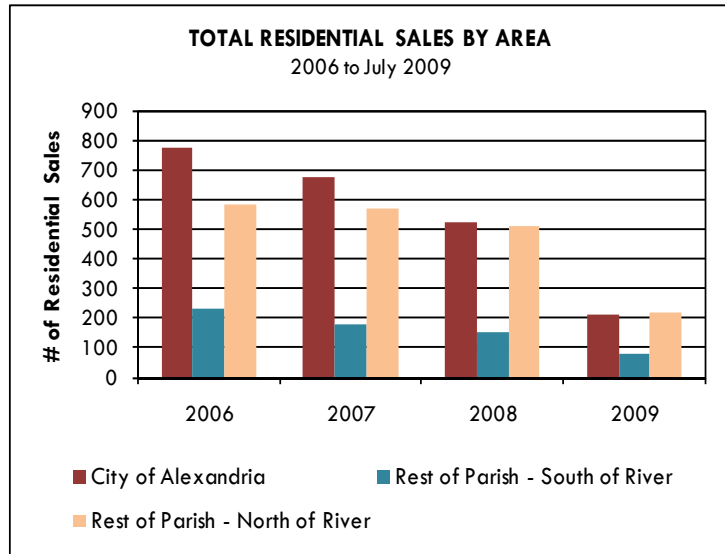 TOTAL RESIDENTIAL SALES BY AREA
2006 to July 2009
# of Residential Sales
900
800
700
600
500
400
300
200
100
0
2006 2007 2008 2009
City of Alexandria Rest of Parish - South of River
Rest of Parish - North of River